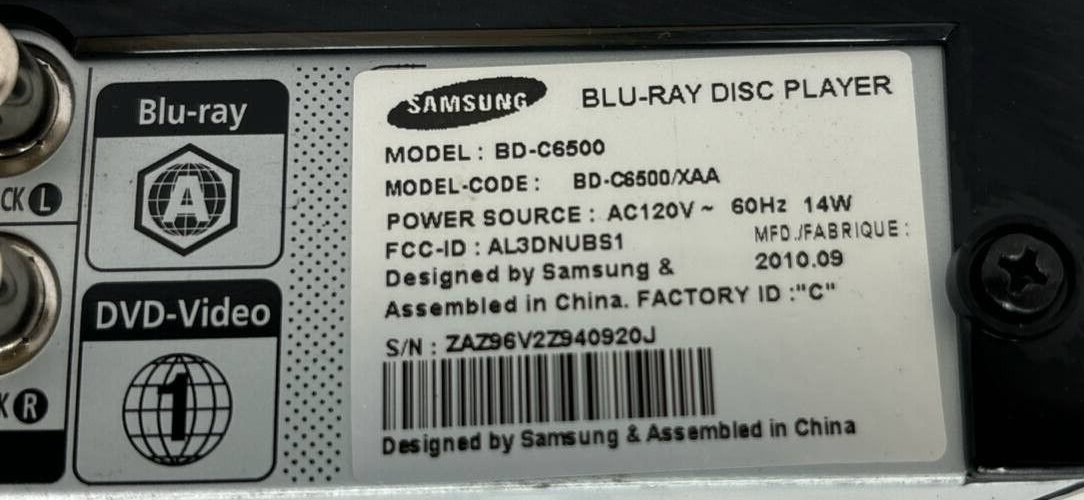 CK L
K R
Blu-ray
A
DVD-Video
1
SAMSUNG BLU-RAY DISC PLAYER
MODEL : BD-C6500
MODEL-CODE : BD-C6500/XAA
POWER SOURCE : AC120V ~ 60Hz 14W
FCC-ID : AL3DNUBS1 MFD./FABRIQUE :
Designed by Samsung & 2010.09
Assembled in China. FACTORY ID :"C"
S/N : ZAZ96V2Z940920J
Designed by Samsung & Assembled in China